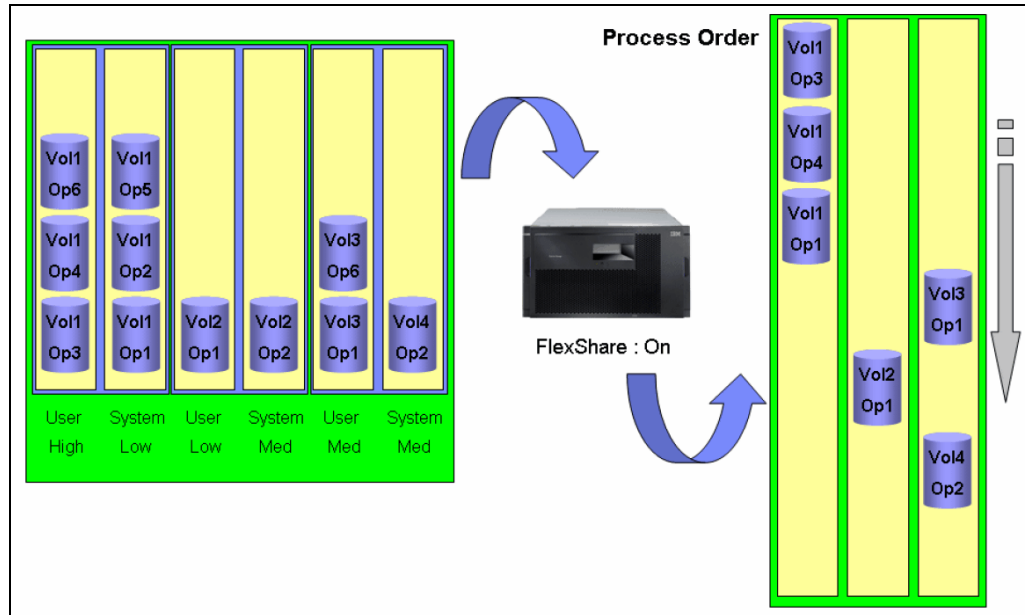 Process Order
Vol1
Op6
Vol1
Op5
Vol1
Op4
Vol1
Op2
Vol3
Op6
Vol1
Op3
Vol1
Op1
Vol2
Op1
Vol2
Op2
Vol3
Op1
Vol4
Op2
User
High
System
Low
User
Low
System
Med
User
Med
System
Med
IBM
FlexShare : On
Vol1
Op3
Vol1
Op4
Vol1
Op1
Vol3
Op1
Vol2
Op1
Vol4
Op2